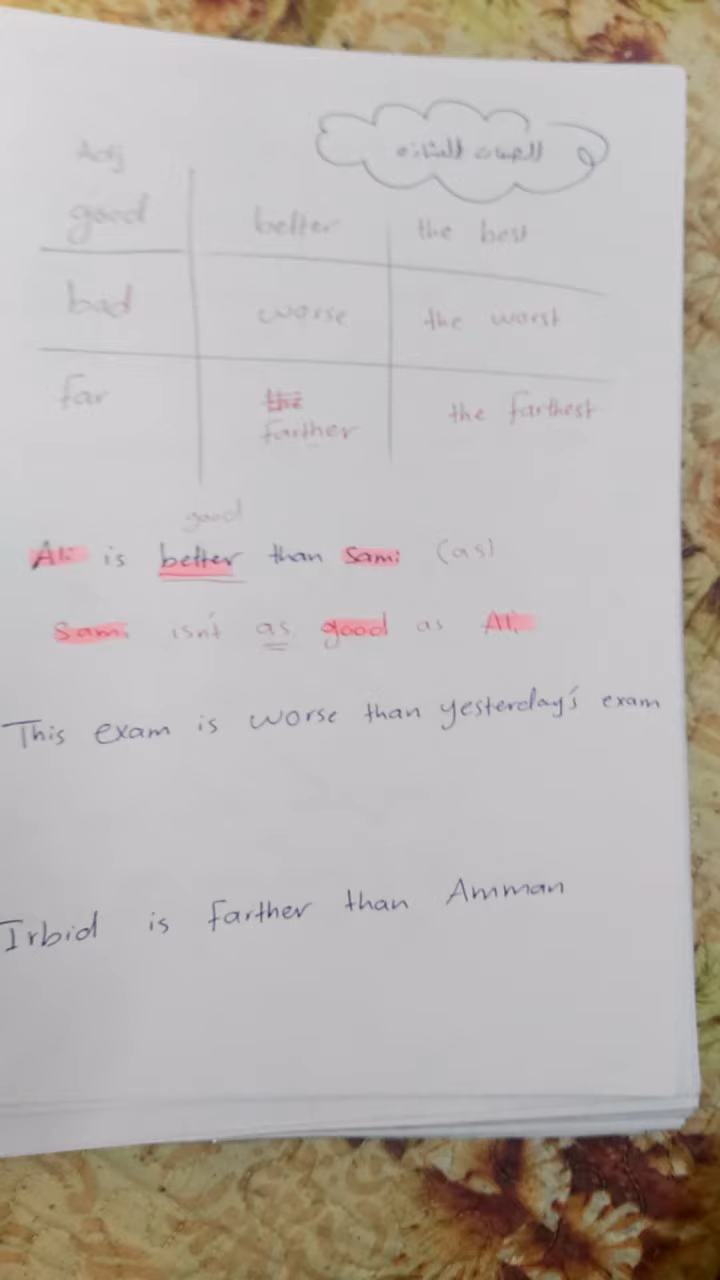 Adj
good better the best
bad worse the worst
far the farther the farthest
good
Ali is better than Sami (as)
Sami isn't as good as Ali
This exam is worse than yesterday's exam
Irbid is farther than Amman